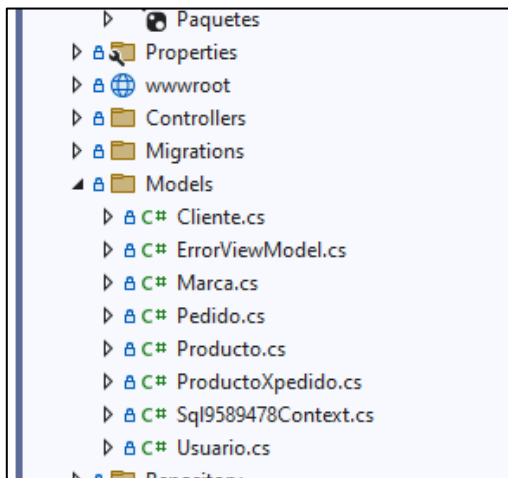 Paquetes
Properties
wwwroot
Controllers
Migrations
Models
C# Cliente.cs
C# ErrorViewModel.cs
C# Marca.cs
C# Pedido.cs
C# Producto.cs
C# ProductoXpedido.cs
C# Sql9589478Context.cs
C# Usuario.cs
Repository